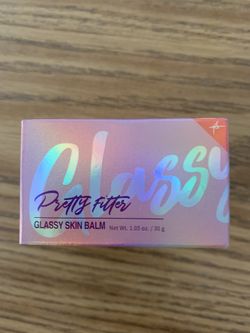 Glassy
Pretty Filter
GLASSY SKIN BALM Net Wt. 1.05 oz. / 30 g